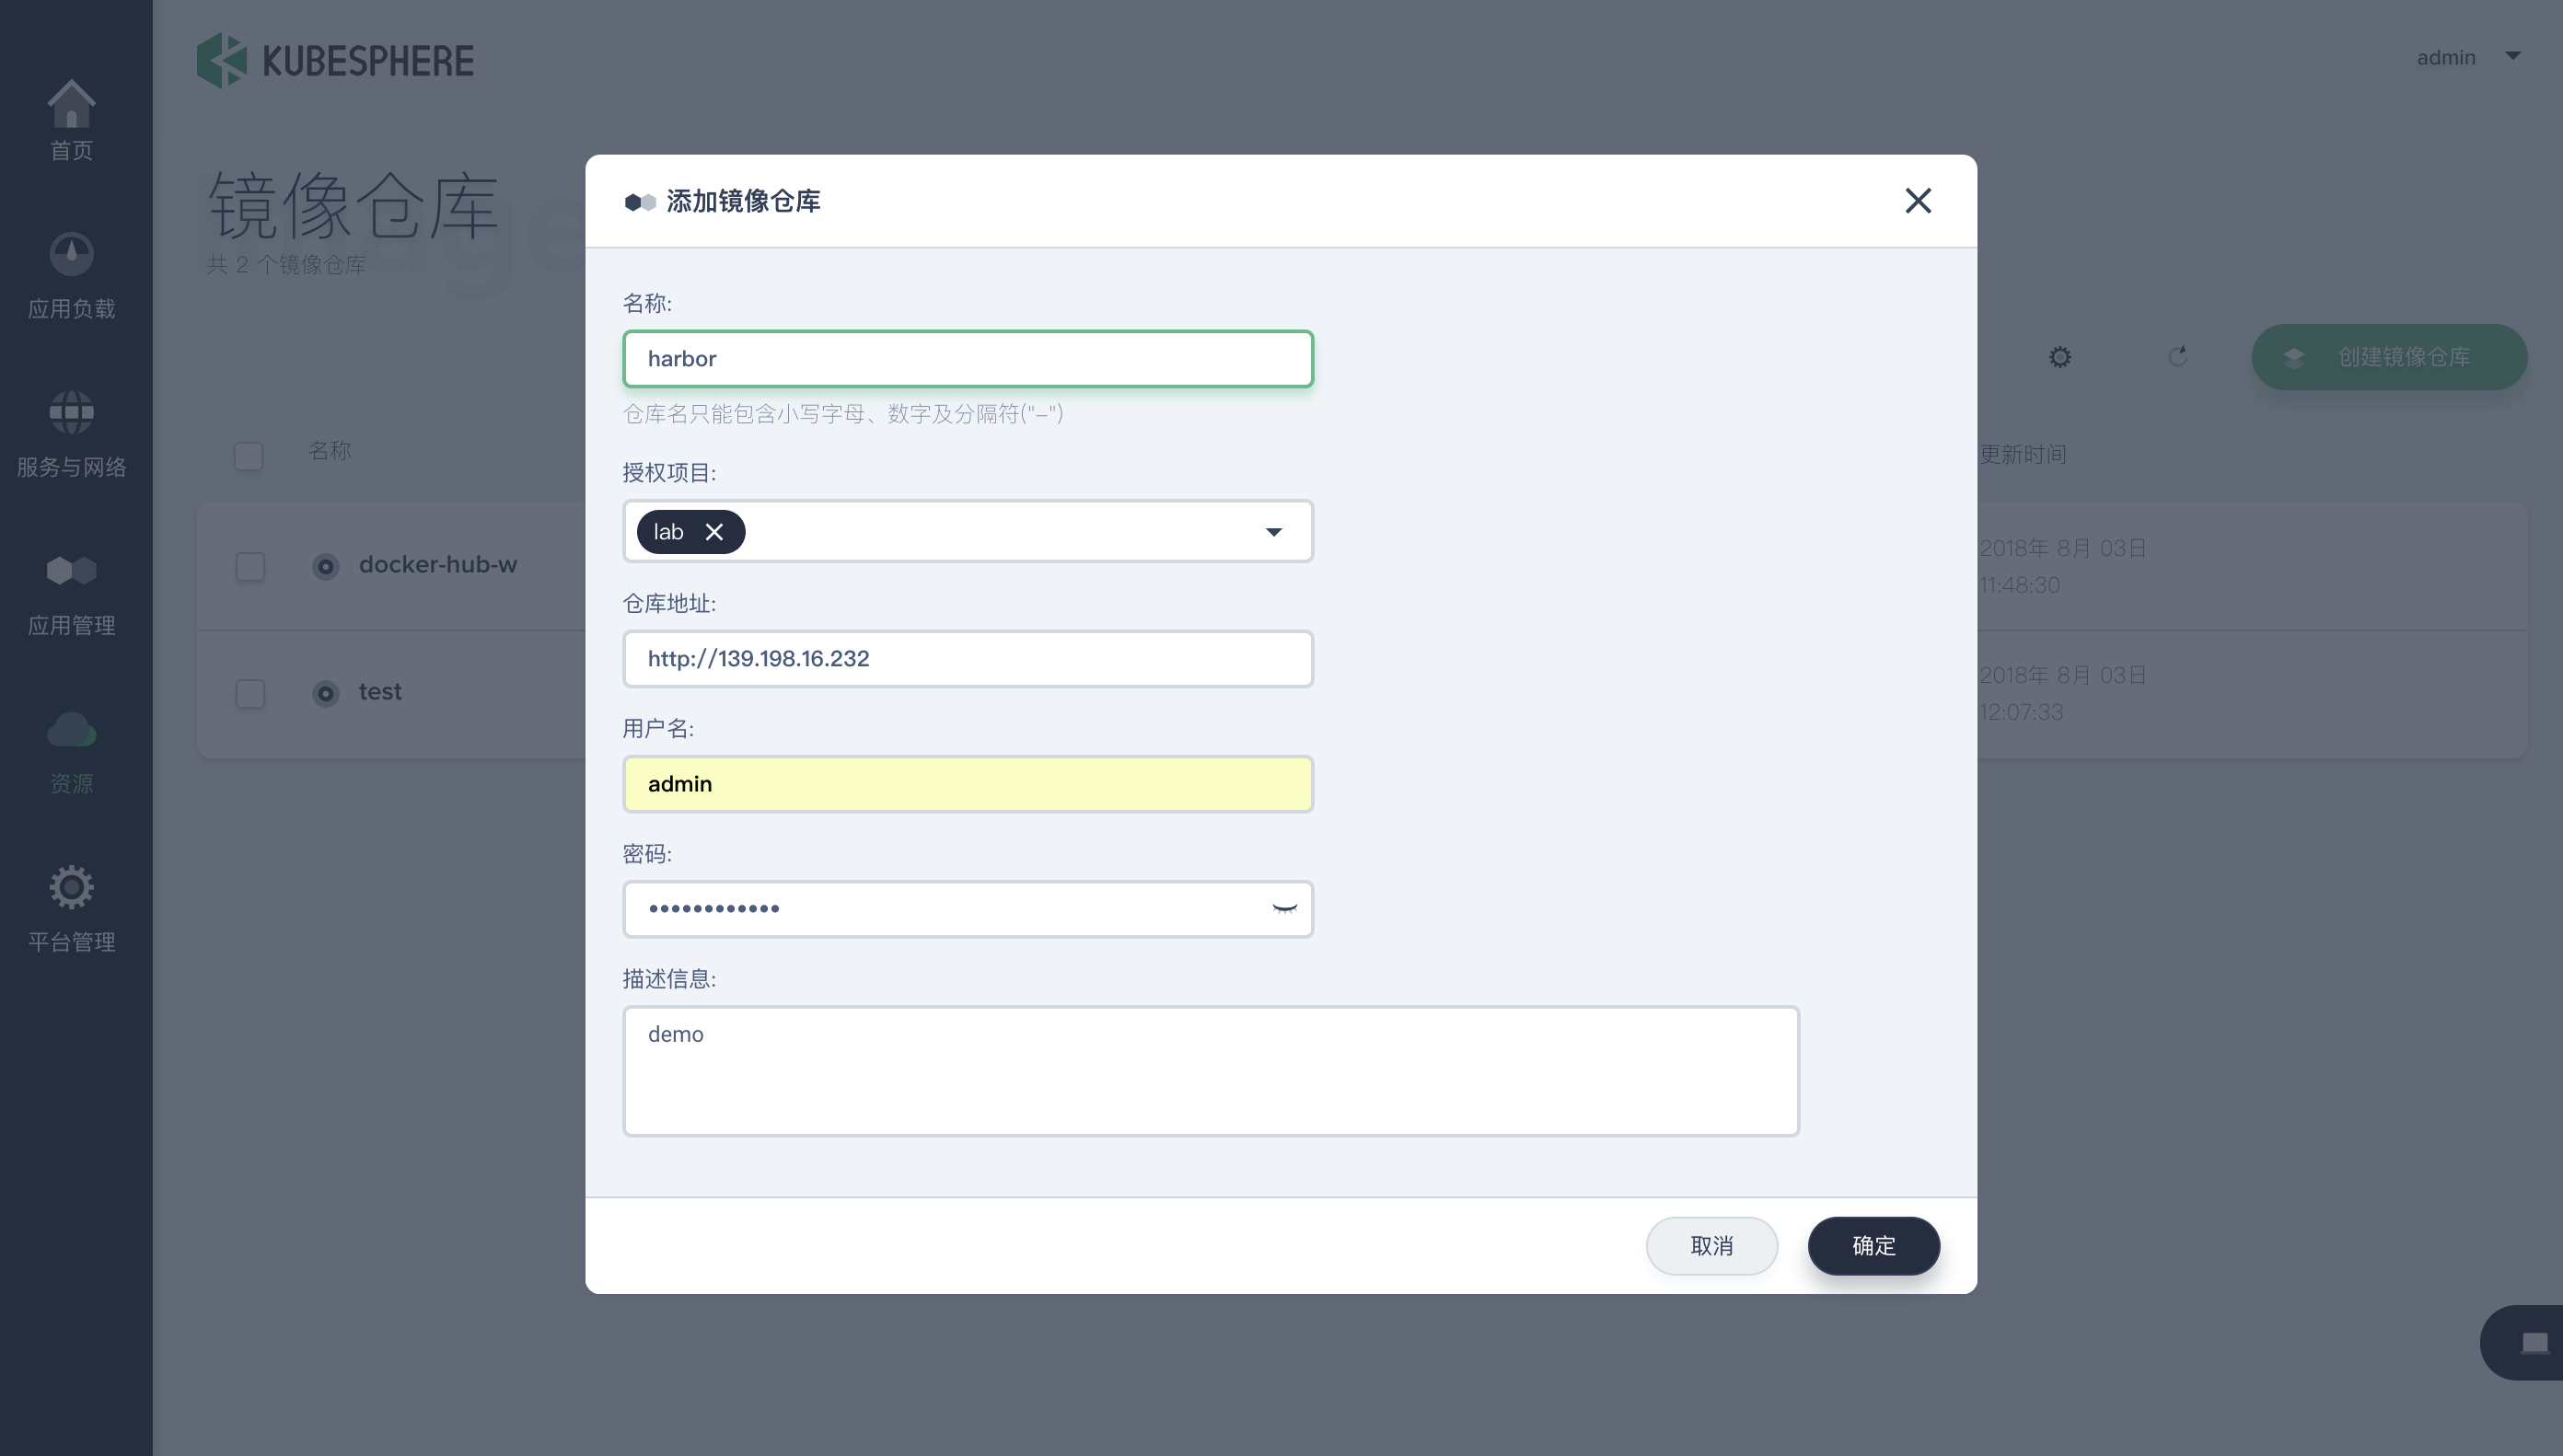 KUBESPHERE
admin
首页
应用负载
服务与网络
应用管理
资源
平台管理
镜像仓库
共 2 个镜像仓库
创建镜像仓库
名称
更新时间
docker-hub-w
2018年 8月 03日
11:48:30
test
2018年 8月 03日
12:07:33
添加镜像仓库
名称:
harbor
仓库名只能包含小写字母、数字及分隔符("–")
授权项目:
lab
仓库地址:
http://139.198.16.232
用户名:
admin
密码:
••••••••••••
描述信息:
demo
取消
确定